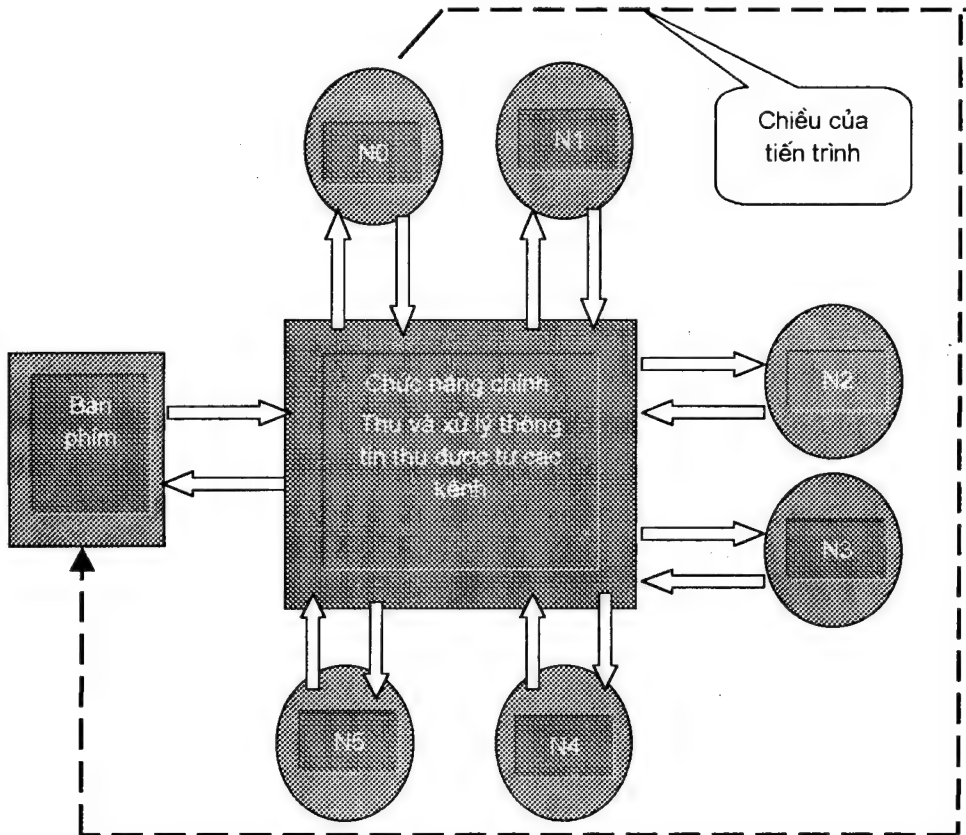 Chiều của
tiến trình
N0
N1
N2
N3
N4
N5
Bàn
phím
Chức năng chính
Thu và xử lý thông
tin thu được từ các
kênh